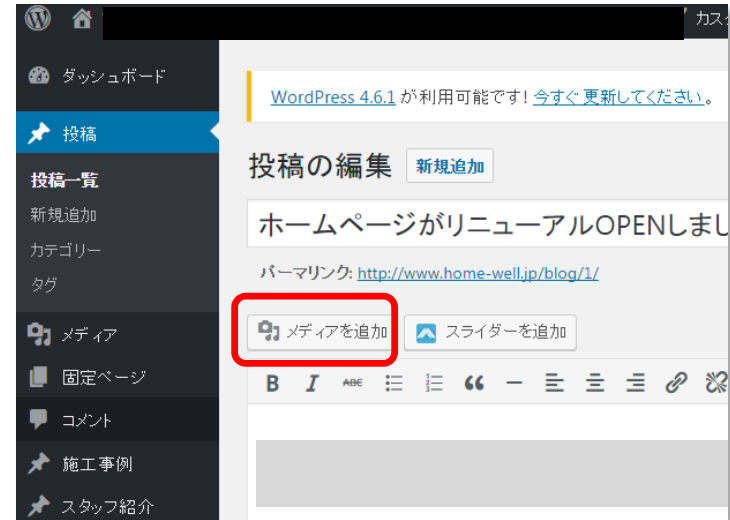 カス
ダッシュボード
WordPress 4.6.1 が利用可能です! 今すぐ更新してください。
投稿
投稿の編集 新規追加
投稿一覧
新規追加
ホームページがリニューアルOPENしまし
カテゴリー
パーマリンク: http://www.home-well.jp/blog/1/
タグ
メディア
メディアを追加 スライダーを追加
固定ページ
B I ABE
コメント
施工事例
スタッフ紹介